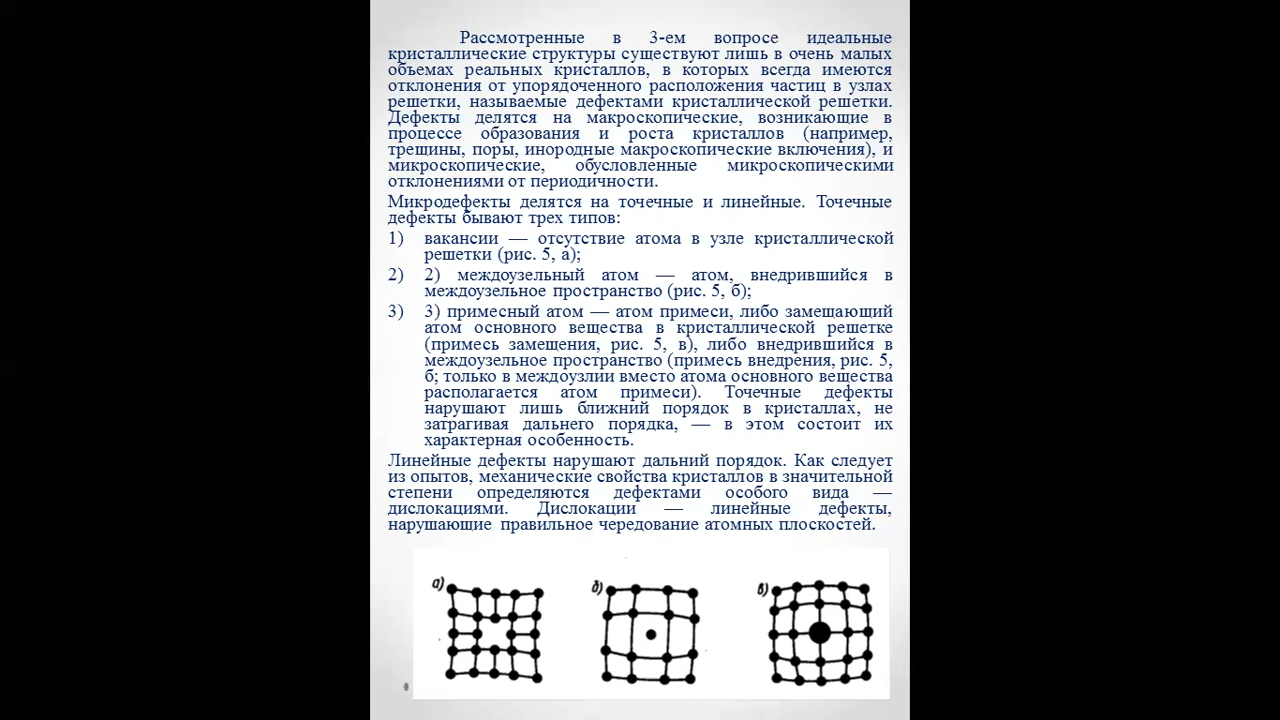 Рассмотренные в 3-ем вопросе идеальные
кристаллические структуры существуют лишь в очень малых
объемах реальных кристаллов, в которых всегда имеются
отклонения от упорядоченного расположения частиц в узлах
решетки, называемые дефектами кристаллической решетки.
Дефекты делятся на макроскопические, возникающие в
процессе образования и роста кристаллов (например,
трещины, поры, инородные макроскопические включения), и
микроскопические, обусловленные микроскопическими
отклонениями от периодичности.
Микродефекты делятся на точечные и линейные. Точечные
дефекты бывают трех типов:
1) вакансии — отсутствие атома в узле кристаллической
решетки (рис. 5, а);
2) 2) междоузельный атом — атом, внедрившийся в
междоузельное пространство (рис. 5, б);
3) 3) примесный атом — атом примеси, либо замещающий
атом основного вещества в кристаллической решетке
(примесь замещения, рис. 5, в), либо внедрившийся в
междоузельное пространство (примесь внедрения, рис. 5,
б; только в междоузлии вместо атома основного вещества
располагается атом примеси). Точечные дефекты
нарушают лишь ближний порядок в кристаллах, не
затрагивая дальнего порядка, — в этом состоит их
характерная особенность.
Линейные дефекты нарушают дальний порядок. Как следует
из опытов, механические свойства кристаллов в значительной
степени определяются дефектами особого вида —
дислокациями. Дислокации — линейные дефекты,
нарушающие правильное чередование атомных плоскостей.
а) б) в)